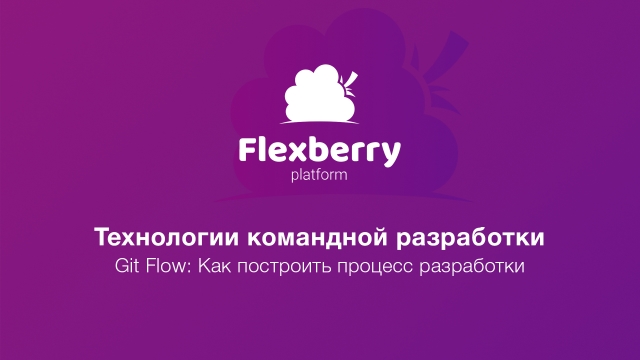 Flexberry
platform
Технологии командной разработки
Git Flow: Как построить процесс разработки